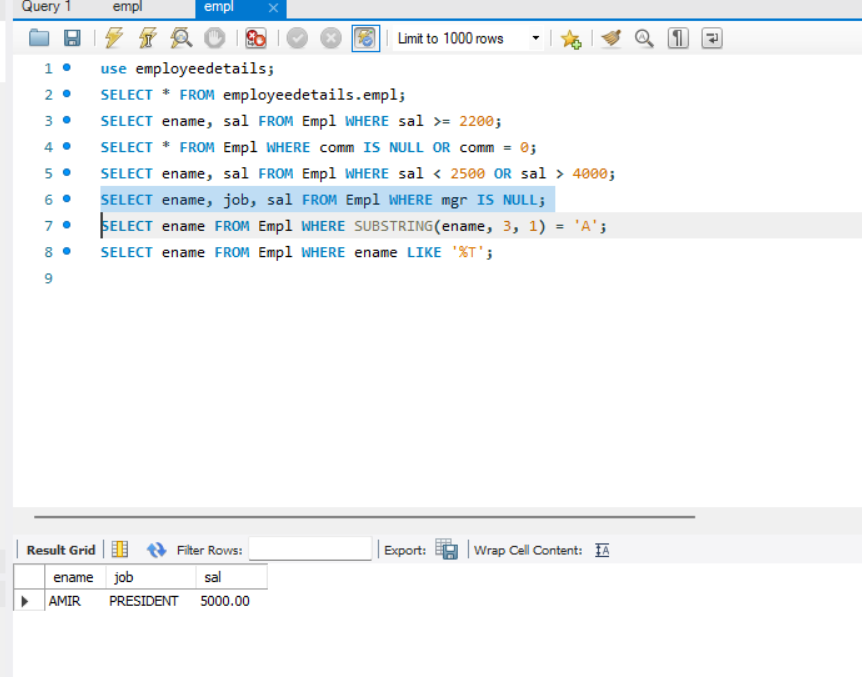 Query 1 empl empl
Limit to 1000 rows
1 use employeedetails;
2 SELECT * FROM employeedetails.empl;
3 SELECT ename, sal FROM Empl WHERE sal >= 2200;
4 SELECT * FROM Empl WHERE comm IS NULL OR comm = 0;
5 SELECT ename, sal FROM Empl WHERE sal < 2500 OR sal > 4000;
6 SELECT ename, job, sal FROM Empl WHERE mgr IS NULL;
7 SELECT ename FROM Empl WHERE SUBSTRING(ename, 3, 1) = 'A';
8 SELECT ename FROM Empl WHERE ename LIKE '%T';
9
Result Grid Filter Rows: Export: Wrap Cell Content:
ename job sal
AMIR PRESIDENT 5000.00